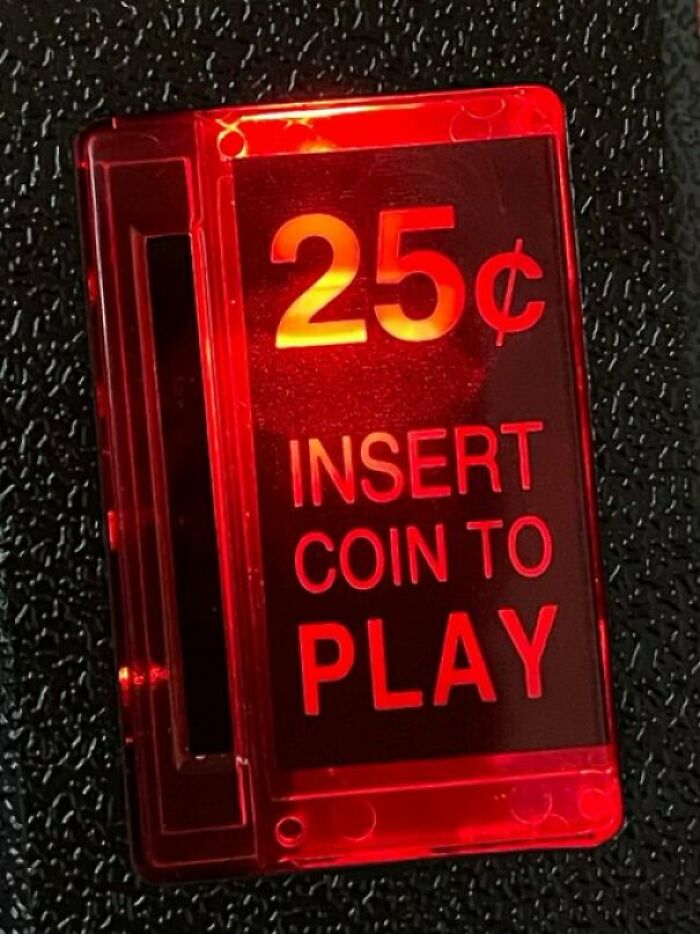 25¢
INSERT
COIN TO
PLAY